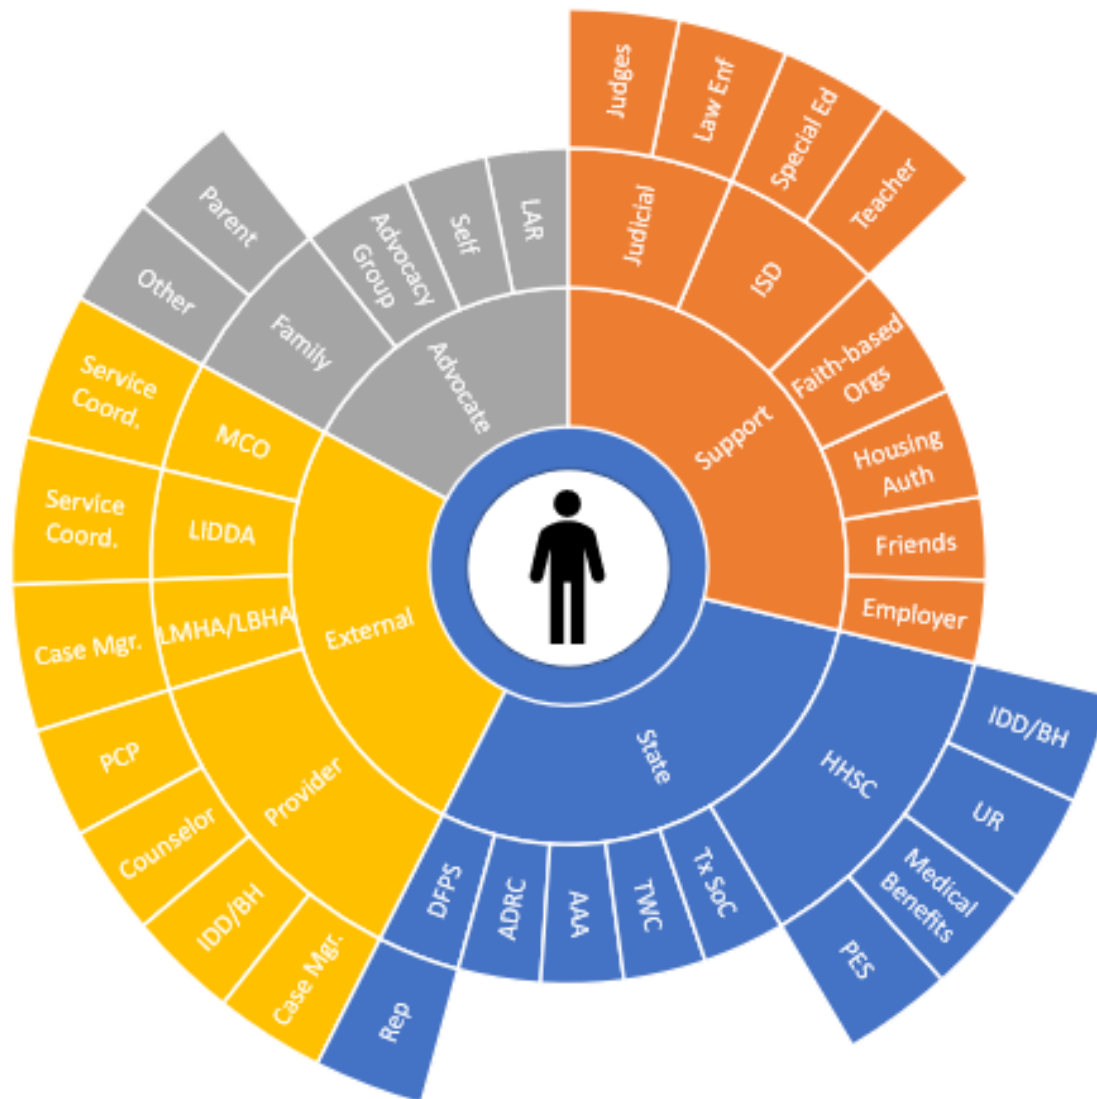 Judges
Law Enf
Special Ed
Teacher
Judicial
ISD
Faith-based
Orgs
Housing
Auth
Friends
Employer
Support
IDD/BH
UR
Medical
Benefits
PES
HHSC
Tx SoC
TWC
AAA
ADRC
DFPS
Rep
State
Case Mgr.
IDD/BH
Counselor
PCP
Provider
Case Mgr.
LMHA/LBHA
Service
Coord.
LIDDA
Service
Coord.
MCO
External
Other
Parent
Family
Advocacy
Group
Self
LAR
Advocate